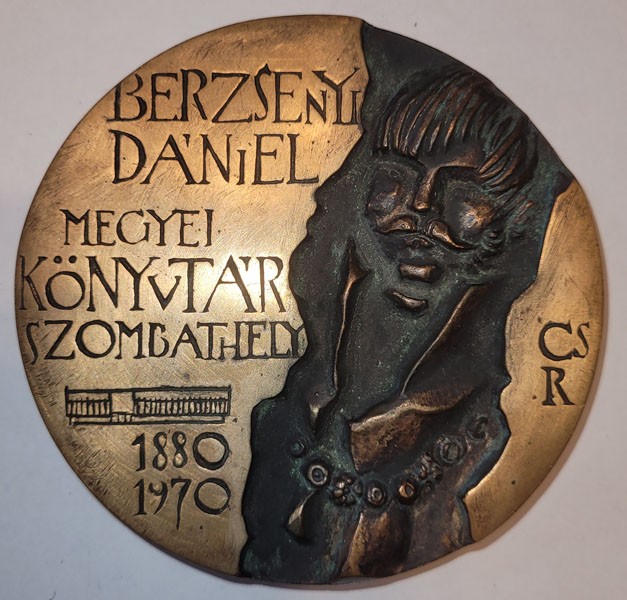 BERZSENYI
DÁNiEL
MEGYEI
KÖNYVTÁR
SZOMBATHELY
1880
1970
CS
R